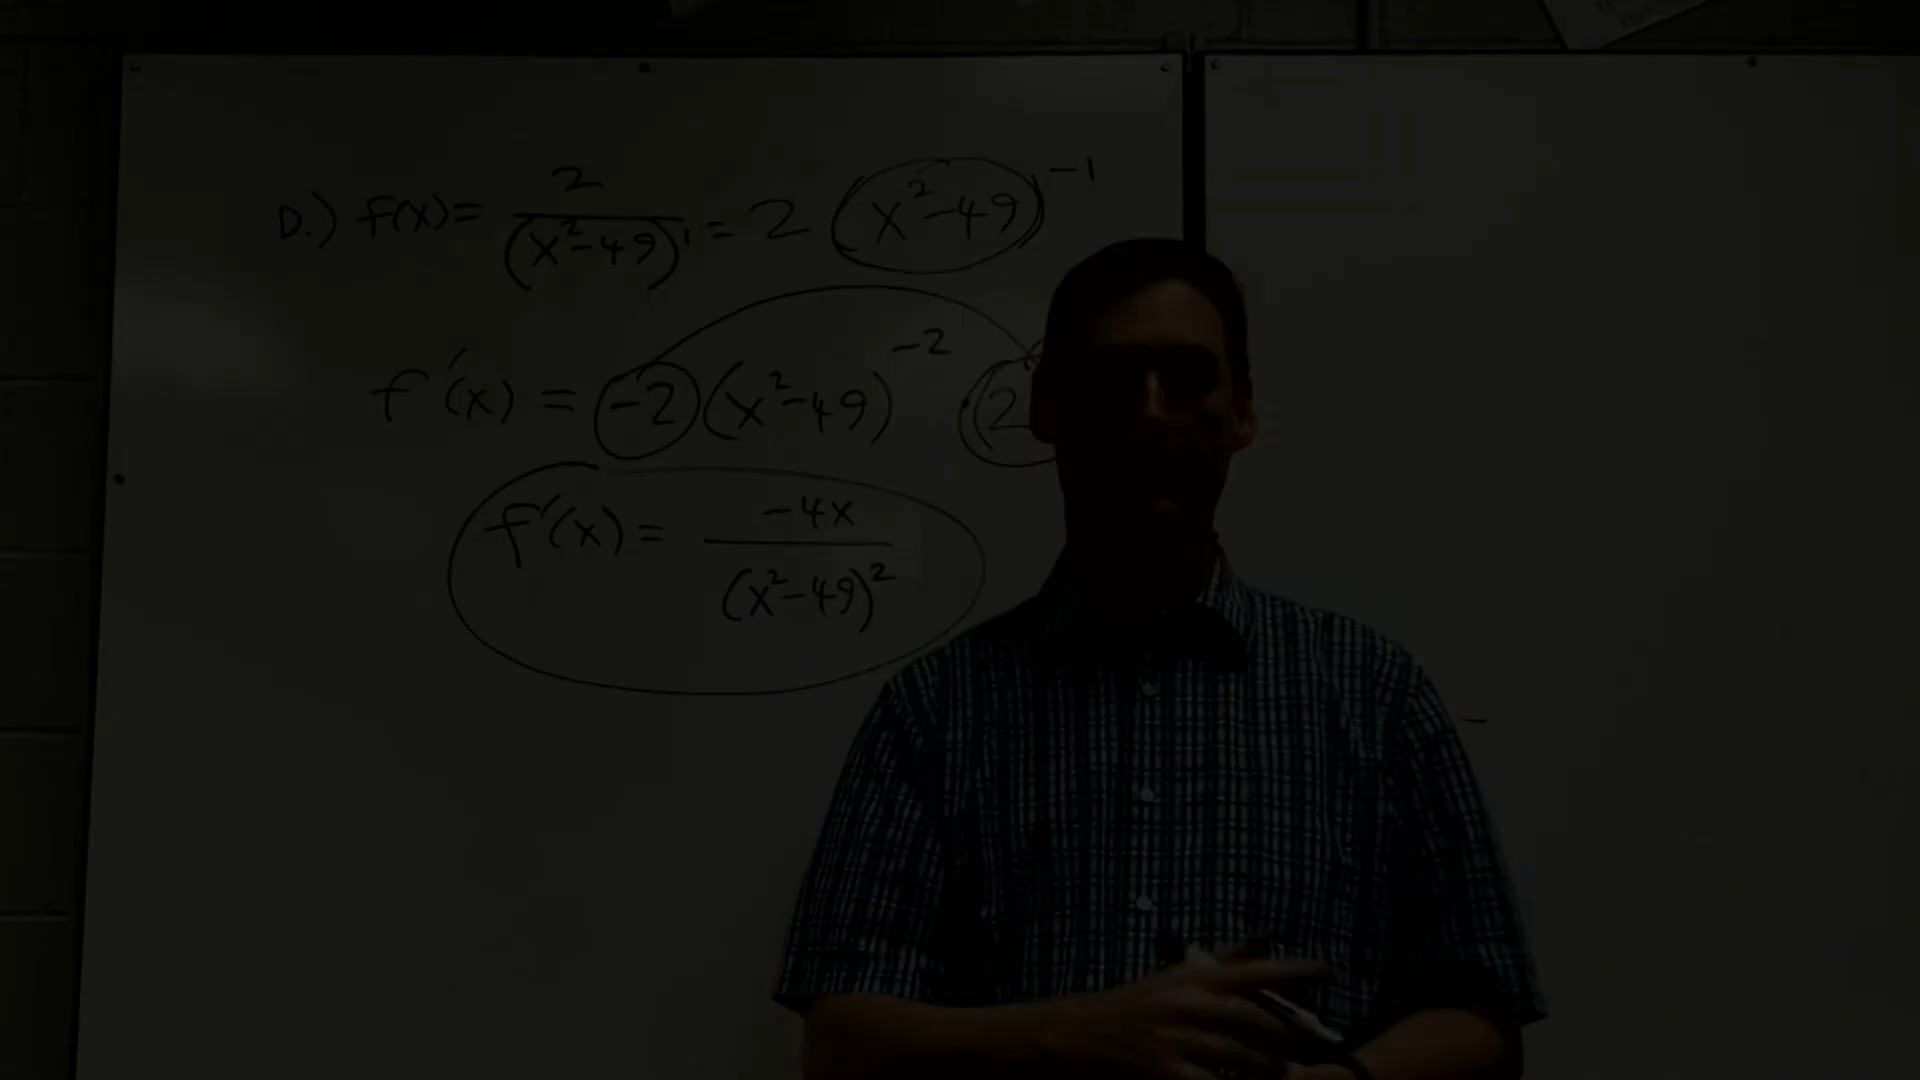 D.) f(x) = 2/(x²-49)¹ = 2 (x²-49)⁻¹
f'(x) = -2 (x²-49)⁻² (2
f'(x) = -4x/(x²-49)²